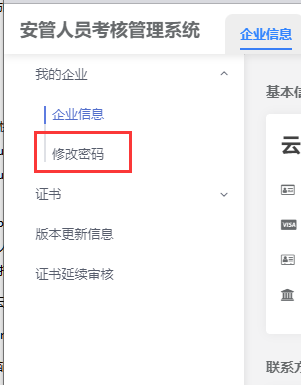 安管人员考核管理系统
企业信息
我的企业
企业信息
修改密码
证书
版本更新信息
证书延续审核
基本信
云
VISA
联系方